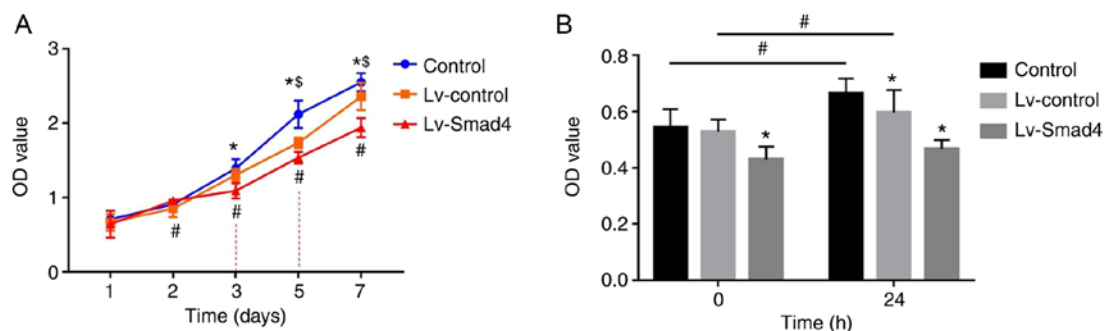 A
OD value
3
2
1
0
* # * # *$ # *$ #
1 2 3 5 7
Time (days)
Control
Lv-control
Lv-Smad4
B
OD value
0.8
0.6
0.4
0.2
0.0
#
#
* * *
0 24
Time (h)
Control
Lv-control
Lv-Smad4